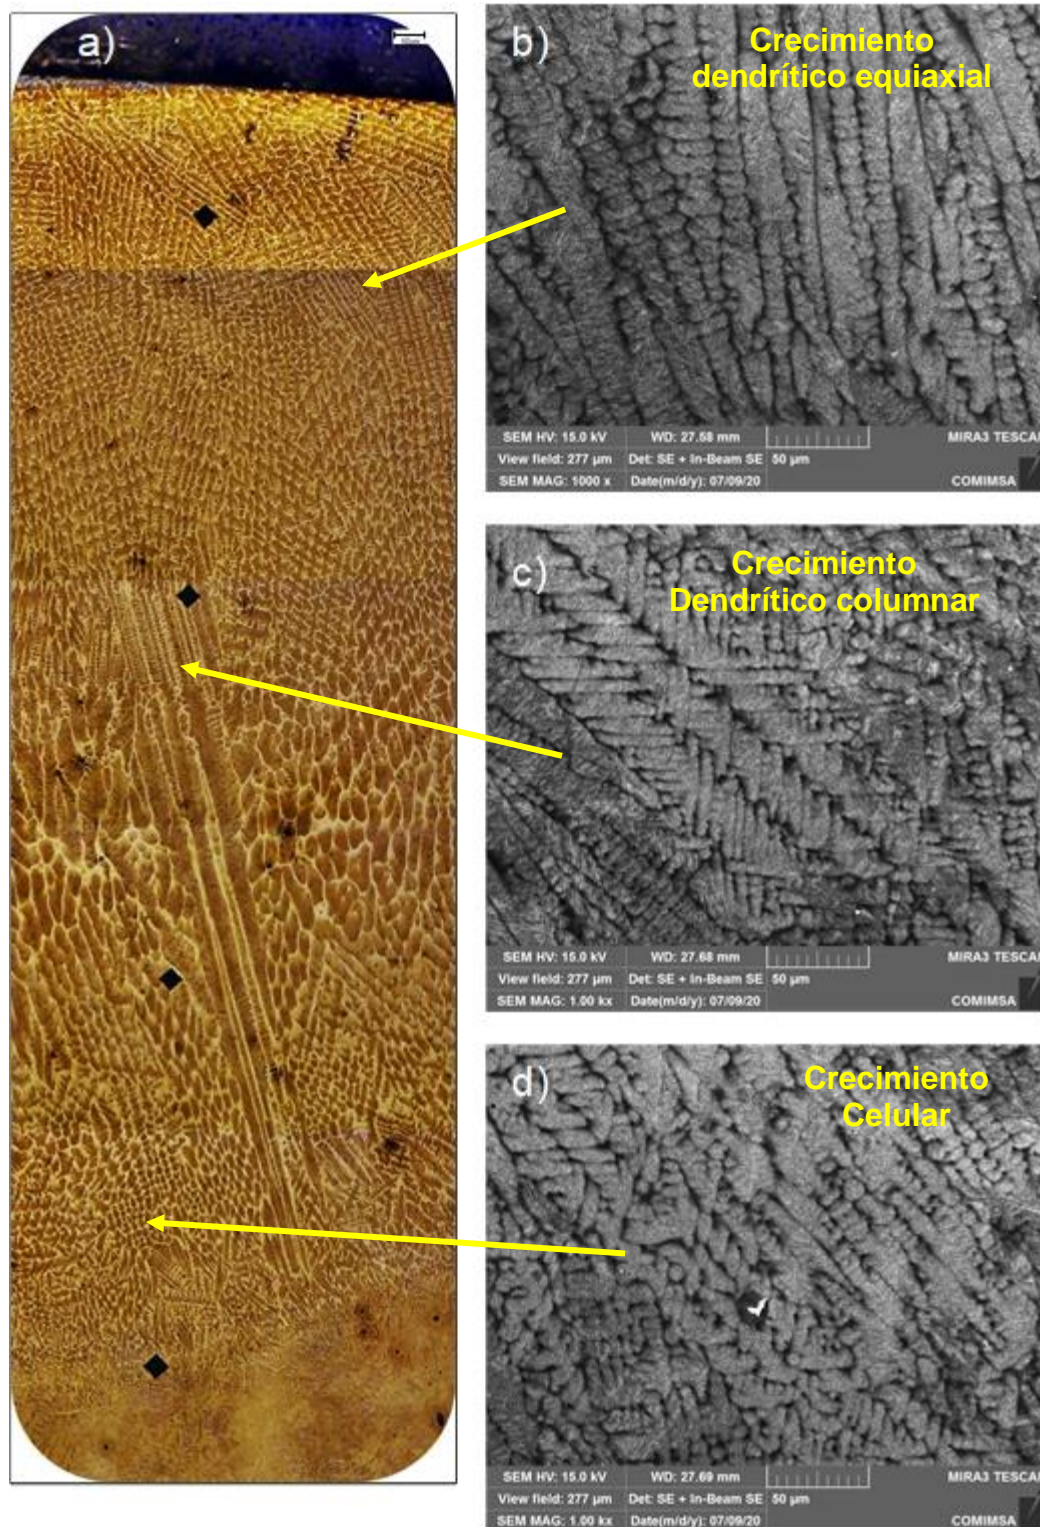 a)
b)
Crecimiento
dendrítico equiaxial
SEM HV: 15.0 kV WD: 27.58 mm MIRA3 TESCAN
View field: 277 µm Det: SE + In-Beam SE 50 µm
SEM MAG: 1000 x Date(m/d/y): 07/09/20 COMIMSA
c)
Crecimiento
Dendrítico columnar
SEM HV: 15.0 kV WD: 27.68 mm MIRA3 TESCAN
View field: 277 µm Det: SE + In-Beam SE 50 µm
SEM MAG: 1.00 kx Date(m/d/y): 07/09/20 COMIMSA
d)
Crecimiento
Celular
SEM HV: 15.0 kV WD: 27.69 mm MIRA3 TESCAN
View field: 277 µm Det: SE + In-Beam SE 50 µm
SEM MAG: 1.00 kx Date(m/d/y): 07/09/20 COMIMSA